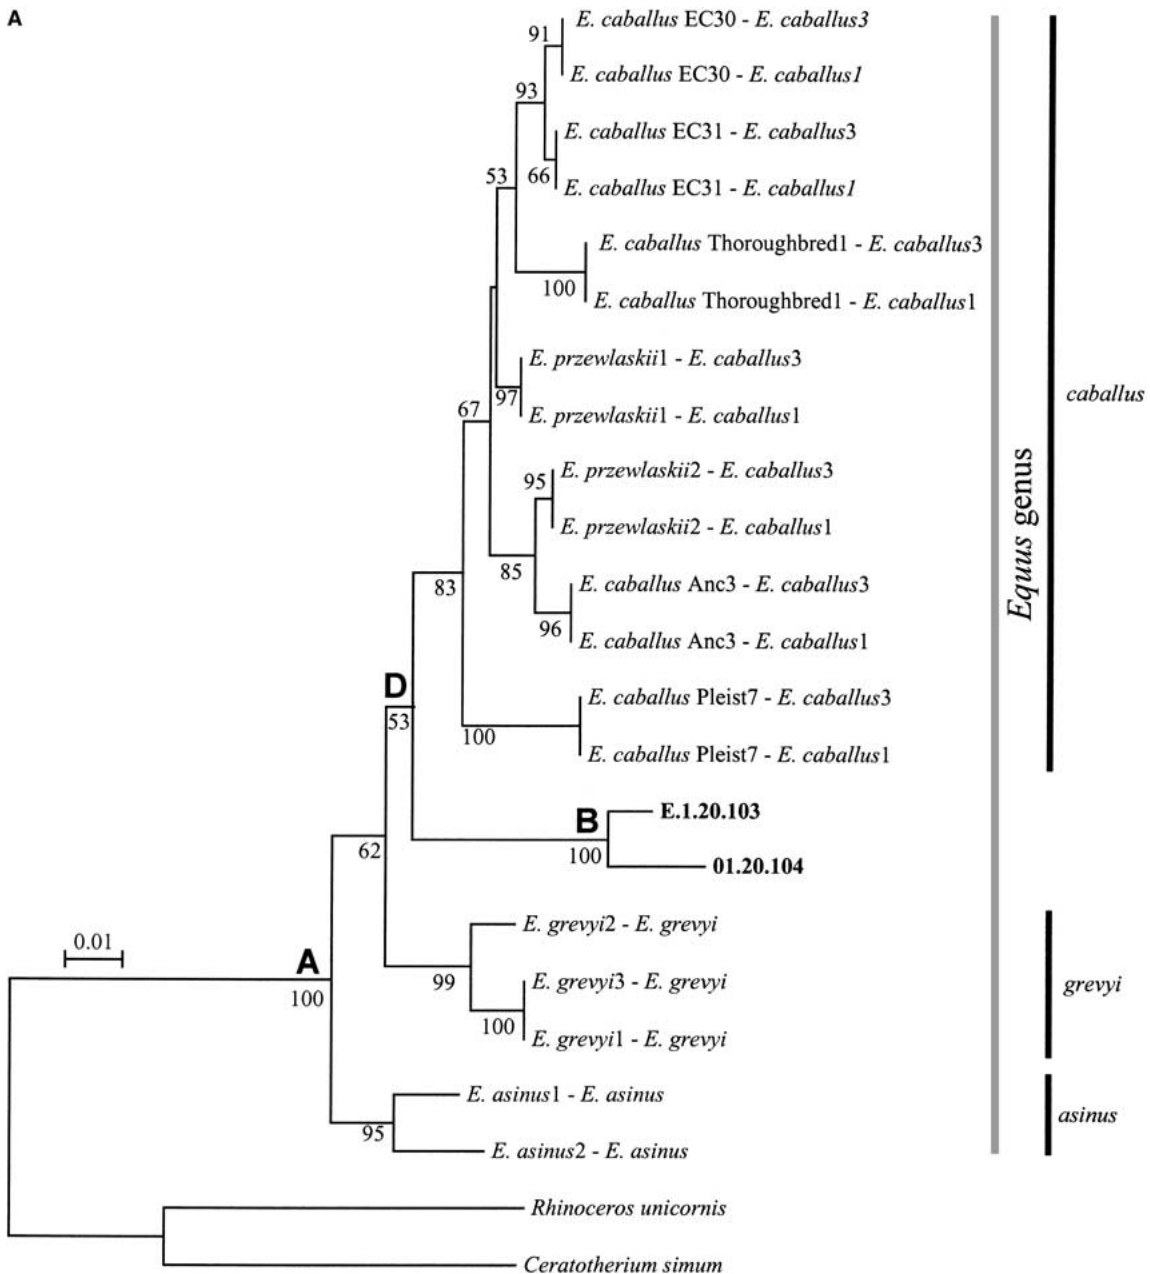 A
E. caballus EC30 - E. caballus3
91
E. caballus EC30 - E. caballus1
93
E. caballus EC31 - E. caballus3
53
66
E. caballus EC31 - E. caballus1
E. caballus Thoroughbred1 - E. caballus3
100
E. caballus Thoroughbred1 - E. caballus1
E. przewlaskii1 - E. caballus3
97
67
E. przewlaskii1 - E. caballus1
caballus
E. przewlaskii2 - E. caballus3
95
E. przewlaskii2 - E. caballus1
Equus genus
85
83
E. caballus Anc3 - E. caballus3
96
E. caballus Anc3 - E. caballus1
D
53
E. caballus Pleist7 - E. caballus3
100
E. caballus Pleist7 - E. caballus1
E.1.20.103
B
62
100
01.20.104
E. grevyi2 - E. grevyi
0.01
A
99
100
E. grevyi3 - E. grevyi
grevyi
100
E. grevyi1 - E. grevyi
E. asinus1 - E. asinus
95
asinus
E. asinus2 - E. asinus
Rhinoceros unicornis
Ceratotherium simum